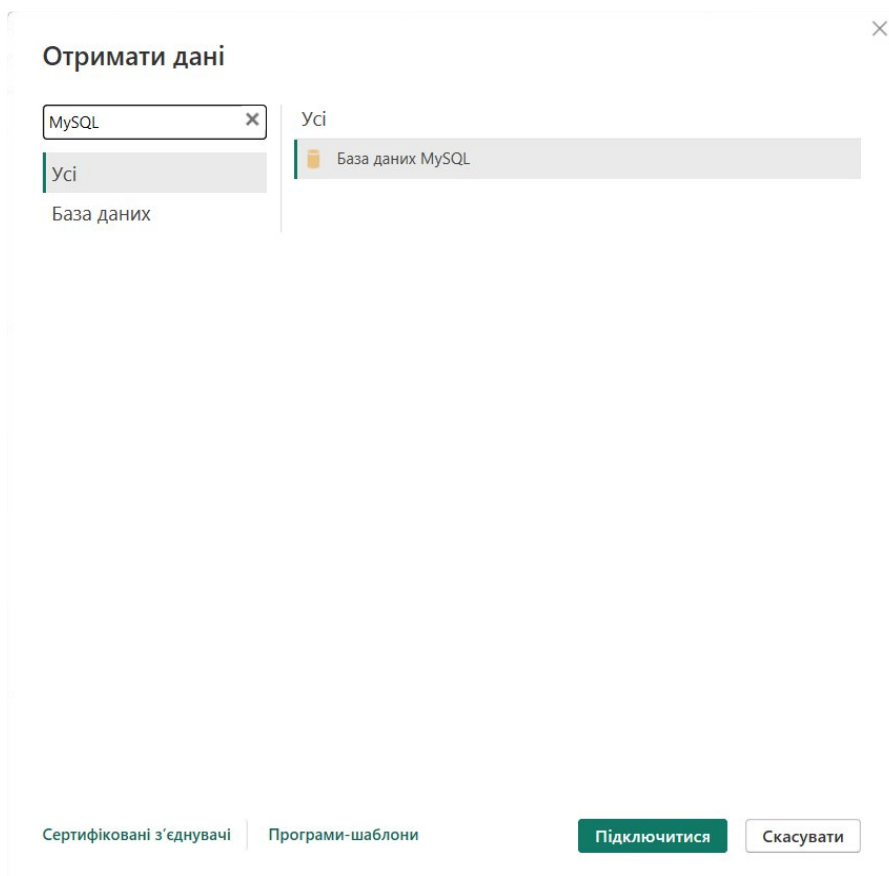 Отримати дані
MySQL
Усі
База даних
Усі
База даних MySQL
Сертифіковані з'єднувачі
Програми-шаблони
Підключитися
Скасувати